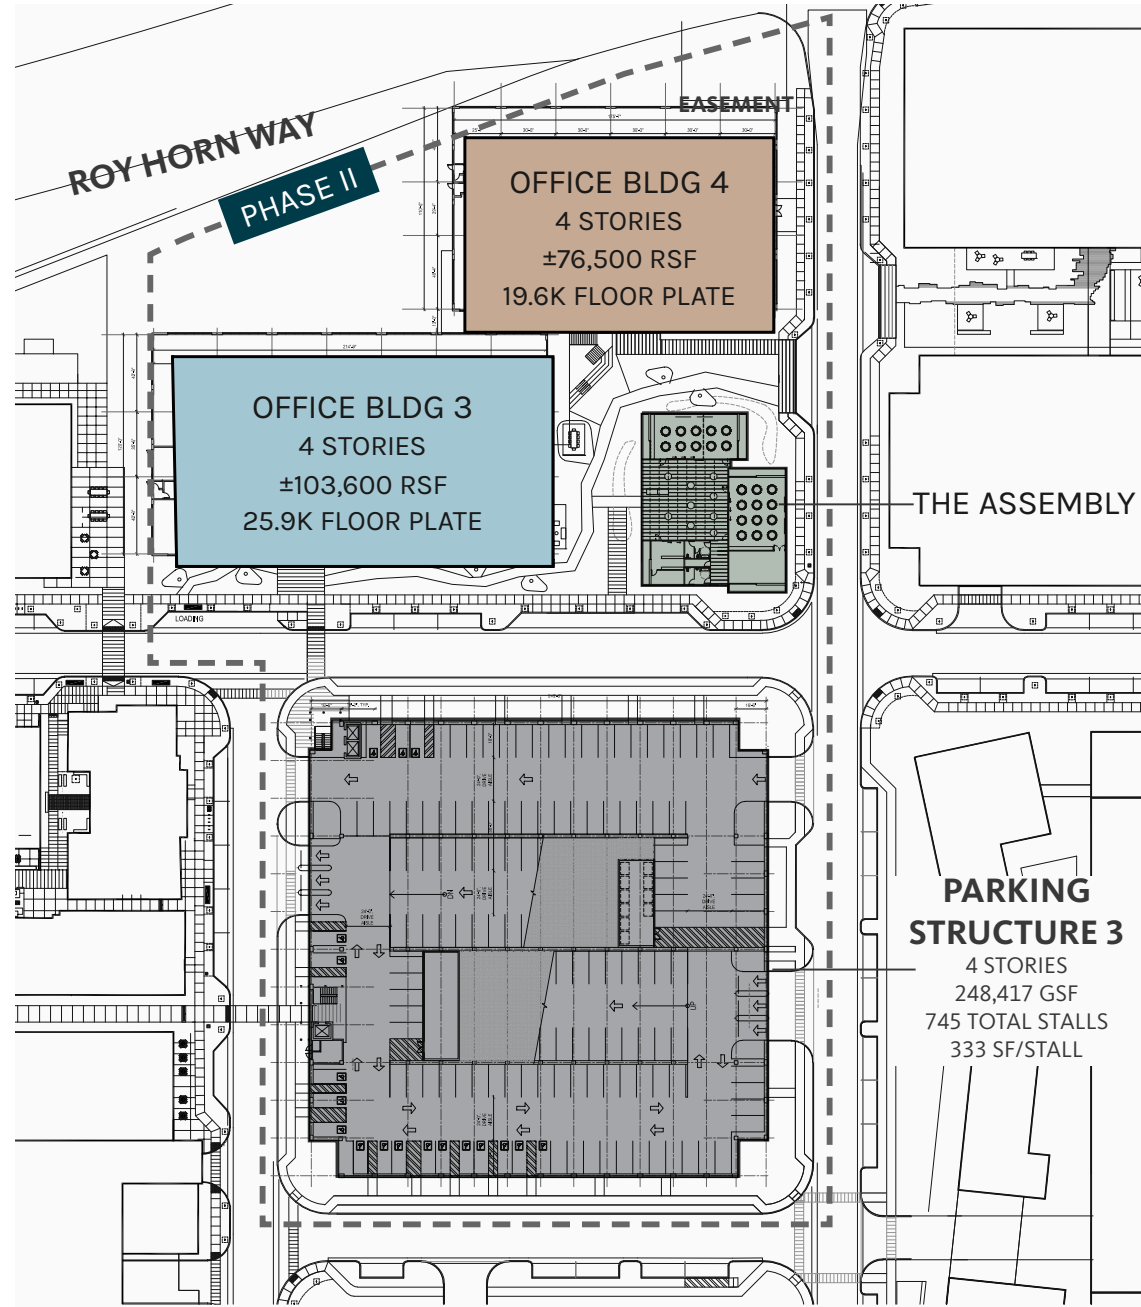 EASEMENT
ROY HORN WAY
PHASE II
OFFICE BLDG 4
4 STORIES
±76,500 RSF
19.6K FLOOR PLATE
OFFICE BLDG 3
4 STORIES
±103,600 RSF
25.9K FLOOR PLATE
THE ASSEMBLY
LOADING
PARKING
STRUCTURE 3
4 STORIES
248,417 GSF
745 TOTAL STALLS
333 SF/STALL
DN
UP